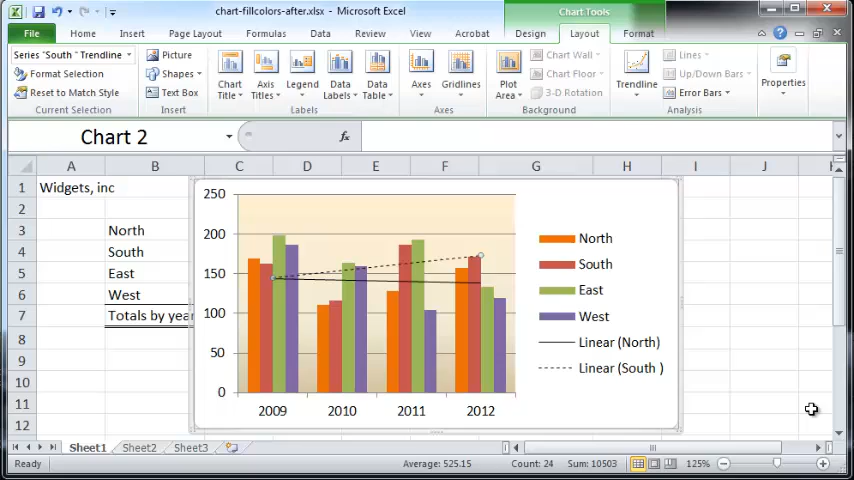 chart-fillcolors-after.xlsx - Microsoft Excel
Chart Tools
File Home Insert Page Layout Formulas Data Review View Acrobat Design Layout Format
Series "South " Trendline
Format Selection
Reset to Match Style
Current Selection
Picture
Shapes
Text Box
Insert
Chart Title
Axis Titles
Legend
Data Labels
Data Table
Labels
Axes
Gridlines
Axes
Plot Area
Chart Wall
Chart Floor
3-D Rotation
Background
Trendline
Lines
Up/Down Bars
Error Bars
Analysis
Properties
Chart 2
fx
A B C D E F G H I J
1 Widgets, inc
2
3 North
4 South
5 East
6 West
7 Totals by year
8
9
10
11
12
250
200
150
100
50
0
2009 2010 2011 2012
North
South
East
West
Linear (North)
Linear (South )
Sheet1 Sheet2 Sheet3
Ready Average: 525.15 Count: 24 Sum: 10503 125%